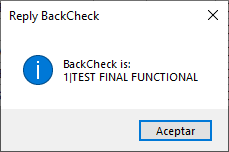 Reply BackCheck
BackCheck is:
1|TEST FINAL FUNCTIONAL
Aceptar